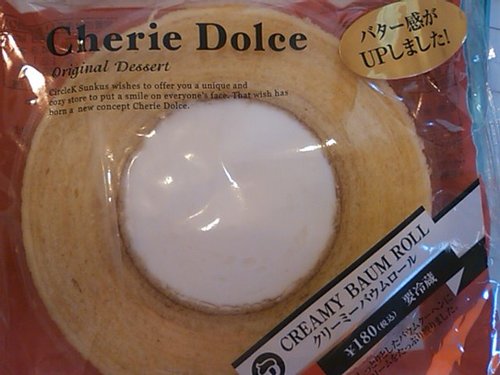 Cherie Dolce
Original Dessert
CircleK Sunkus wishes to offer you a unique and
cozy store to put a smile on everyone's face. That wish has
born a new concept Cherie Dolce.
バター感が
UPしました!
CREAMY BAUM ROLL
クリーミーバウムロール
¥180(税込) 要冷蔵